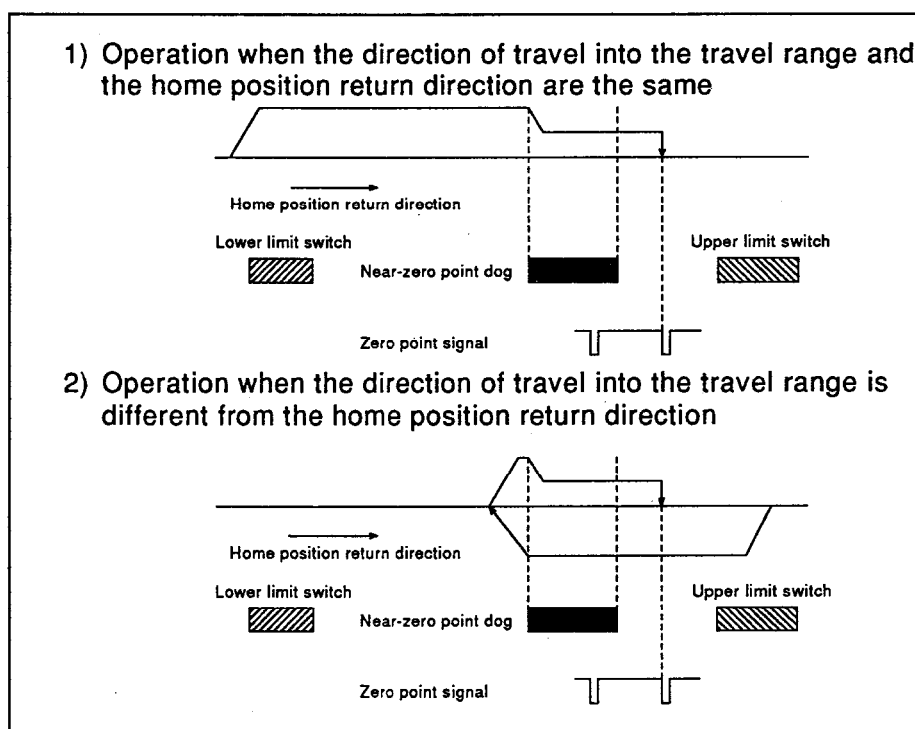 1) Operation when the direction of travel into the travel range and
the home position return direction are the same
Home position return direction
Lower limit switch
Near-zero point dog
Upper limit switch
Zero point signal
2) Operation when the direction of travel into the travel range is
different from the home position return direction
Home position return direction
Lower limit switch
Near-zero point dog
Upper limit switch
Zero point signal